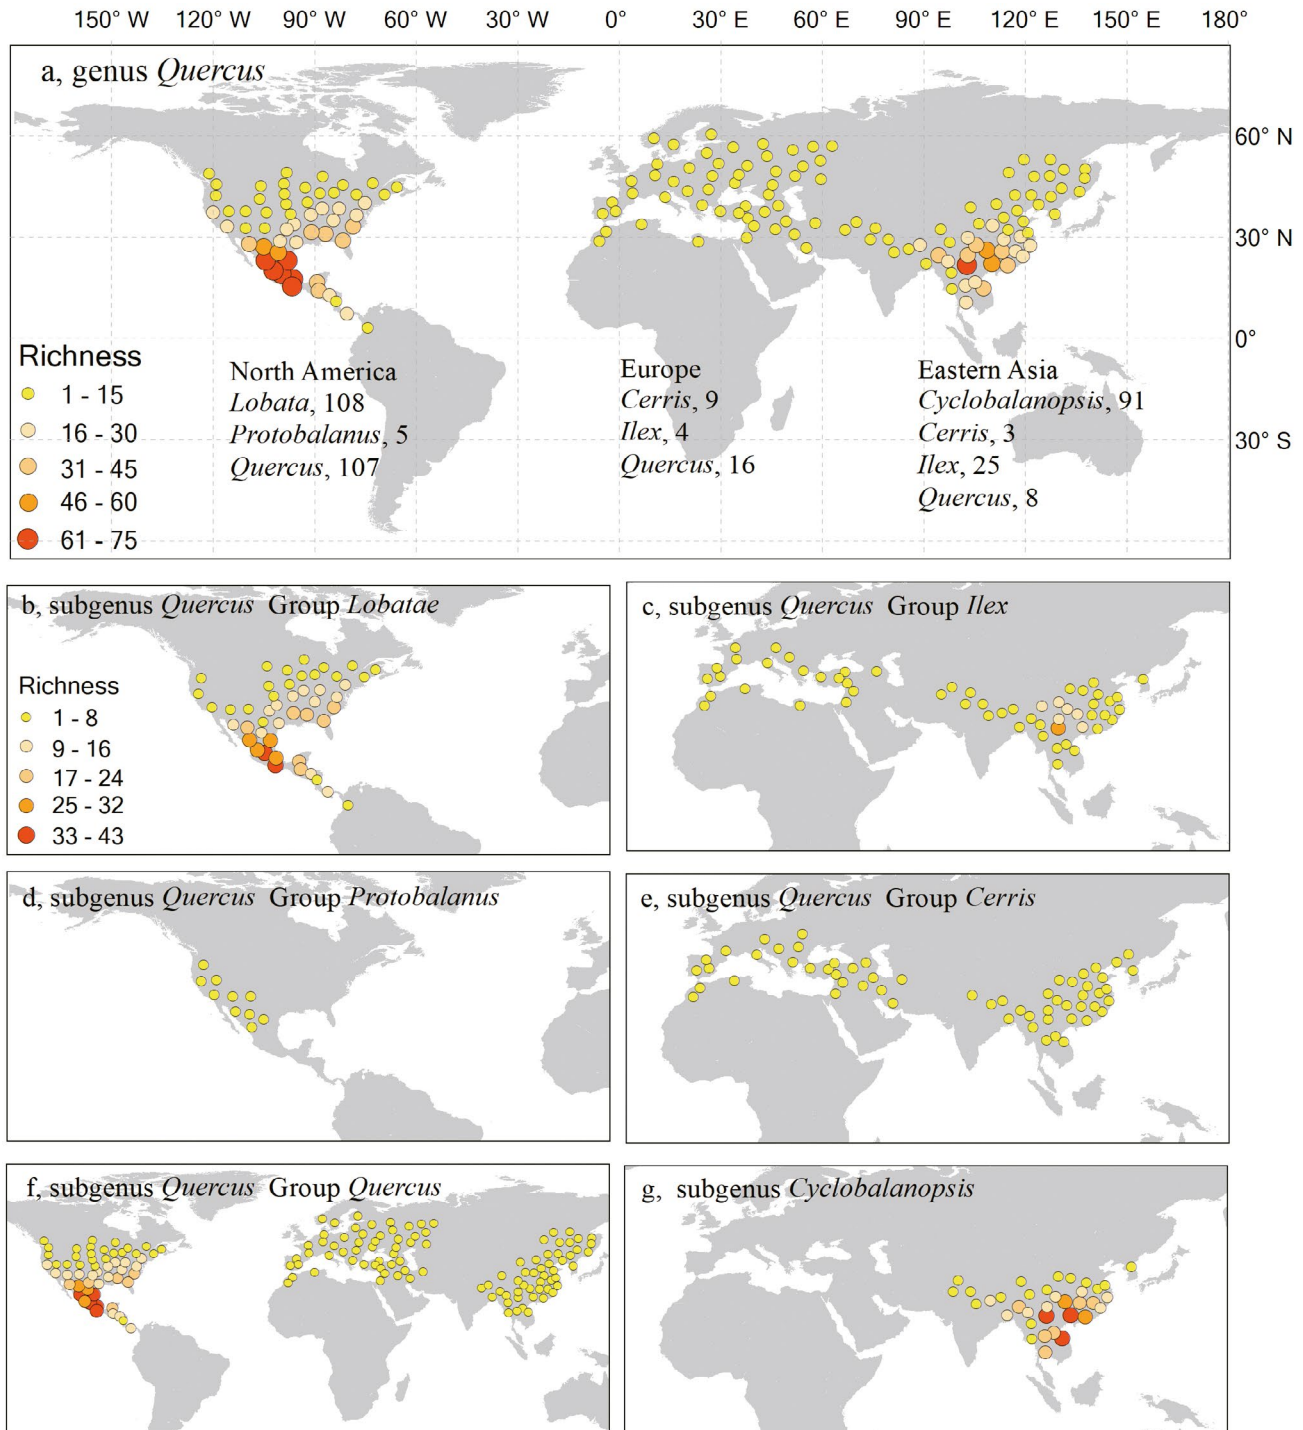 150° W 120° W 90° W 60° W 30° W 0° 30° E 60° E 90° E 120° E 150° E 180°
a, genus Quercus
60° N
30° N
0°
30° S
Richness
1 - 15
16 - 30
31 - 45
46 - 60
61 - 75
North America
Lobata, 108
Protobalanus, 5
Quercus, 107
Europe
Cerris, 9
Ilex, 4
Quercus, 16
Eastern Asia
Cyclobalanopsis, 91
Cerris, 3
Ilex, 25
Quercus, 8
b, subgenus Quercus Group Lobatae
Richness
1 - 8
9 - 16
17 - 24
25 - 32
33 - 43
c, subgenus Quercus Group Ilex
d, subgenus Quercus Group Protobalanus
e, subgenus Quercus Group Cerris
f, subgenus Quercus Group Quercus
g, subgenus Cyclobalanopsis